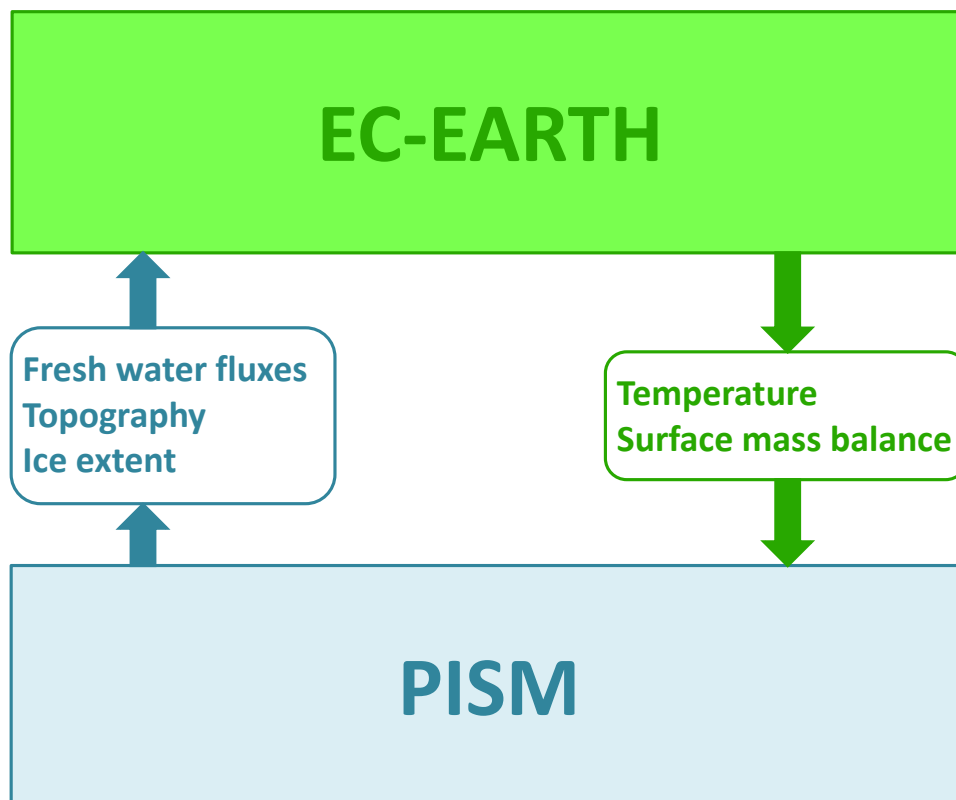 EC-EARTH
Fresh water fluxes
Topography
Ice extent
Temperature
Surface mass balance
PISM